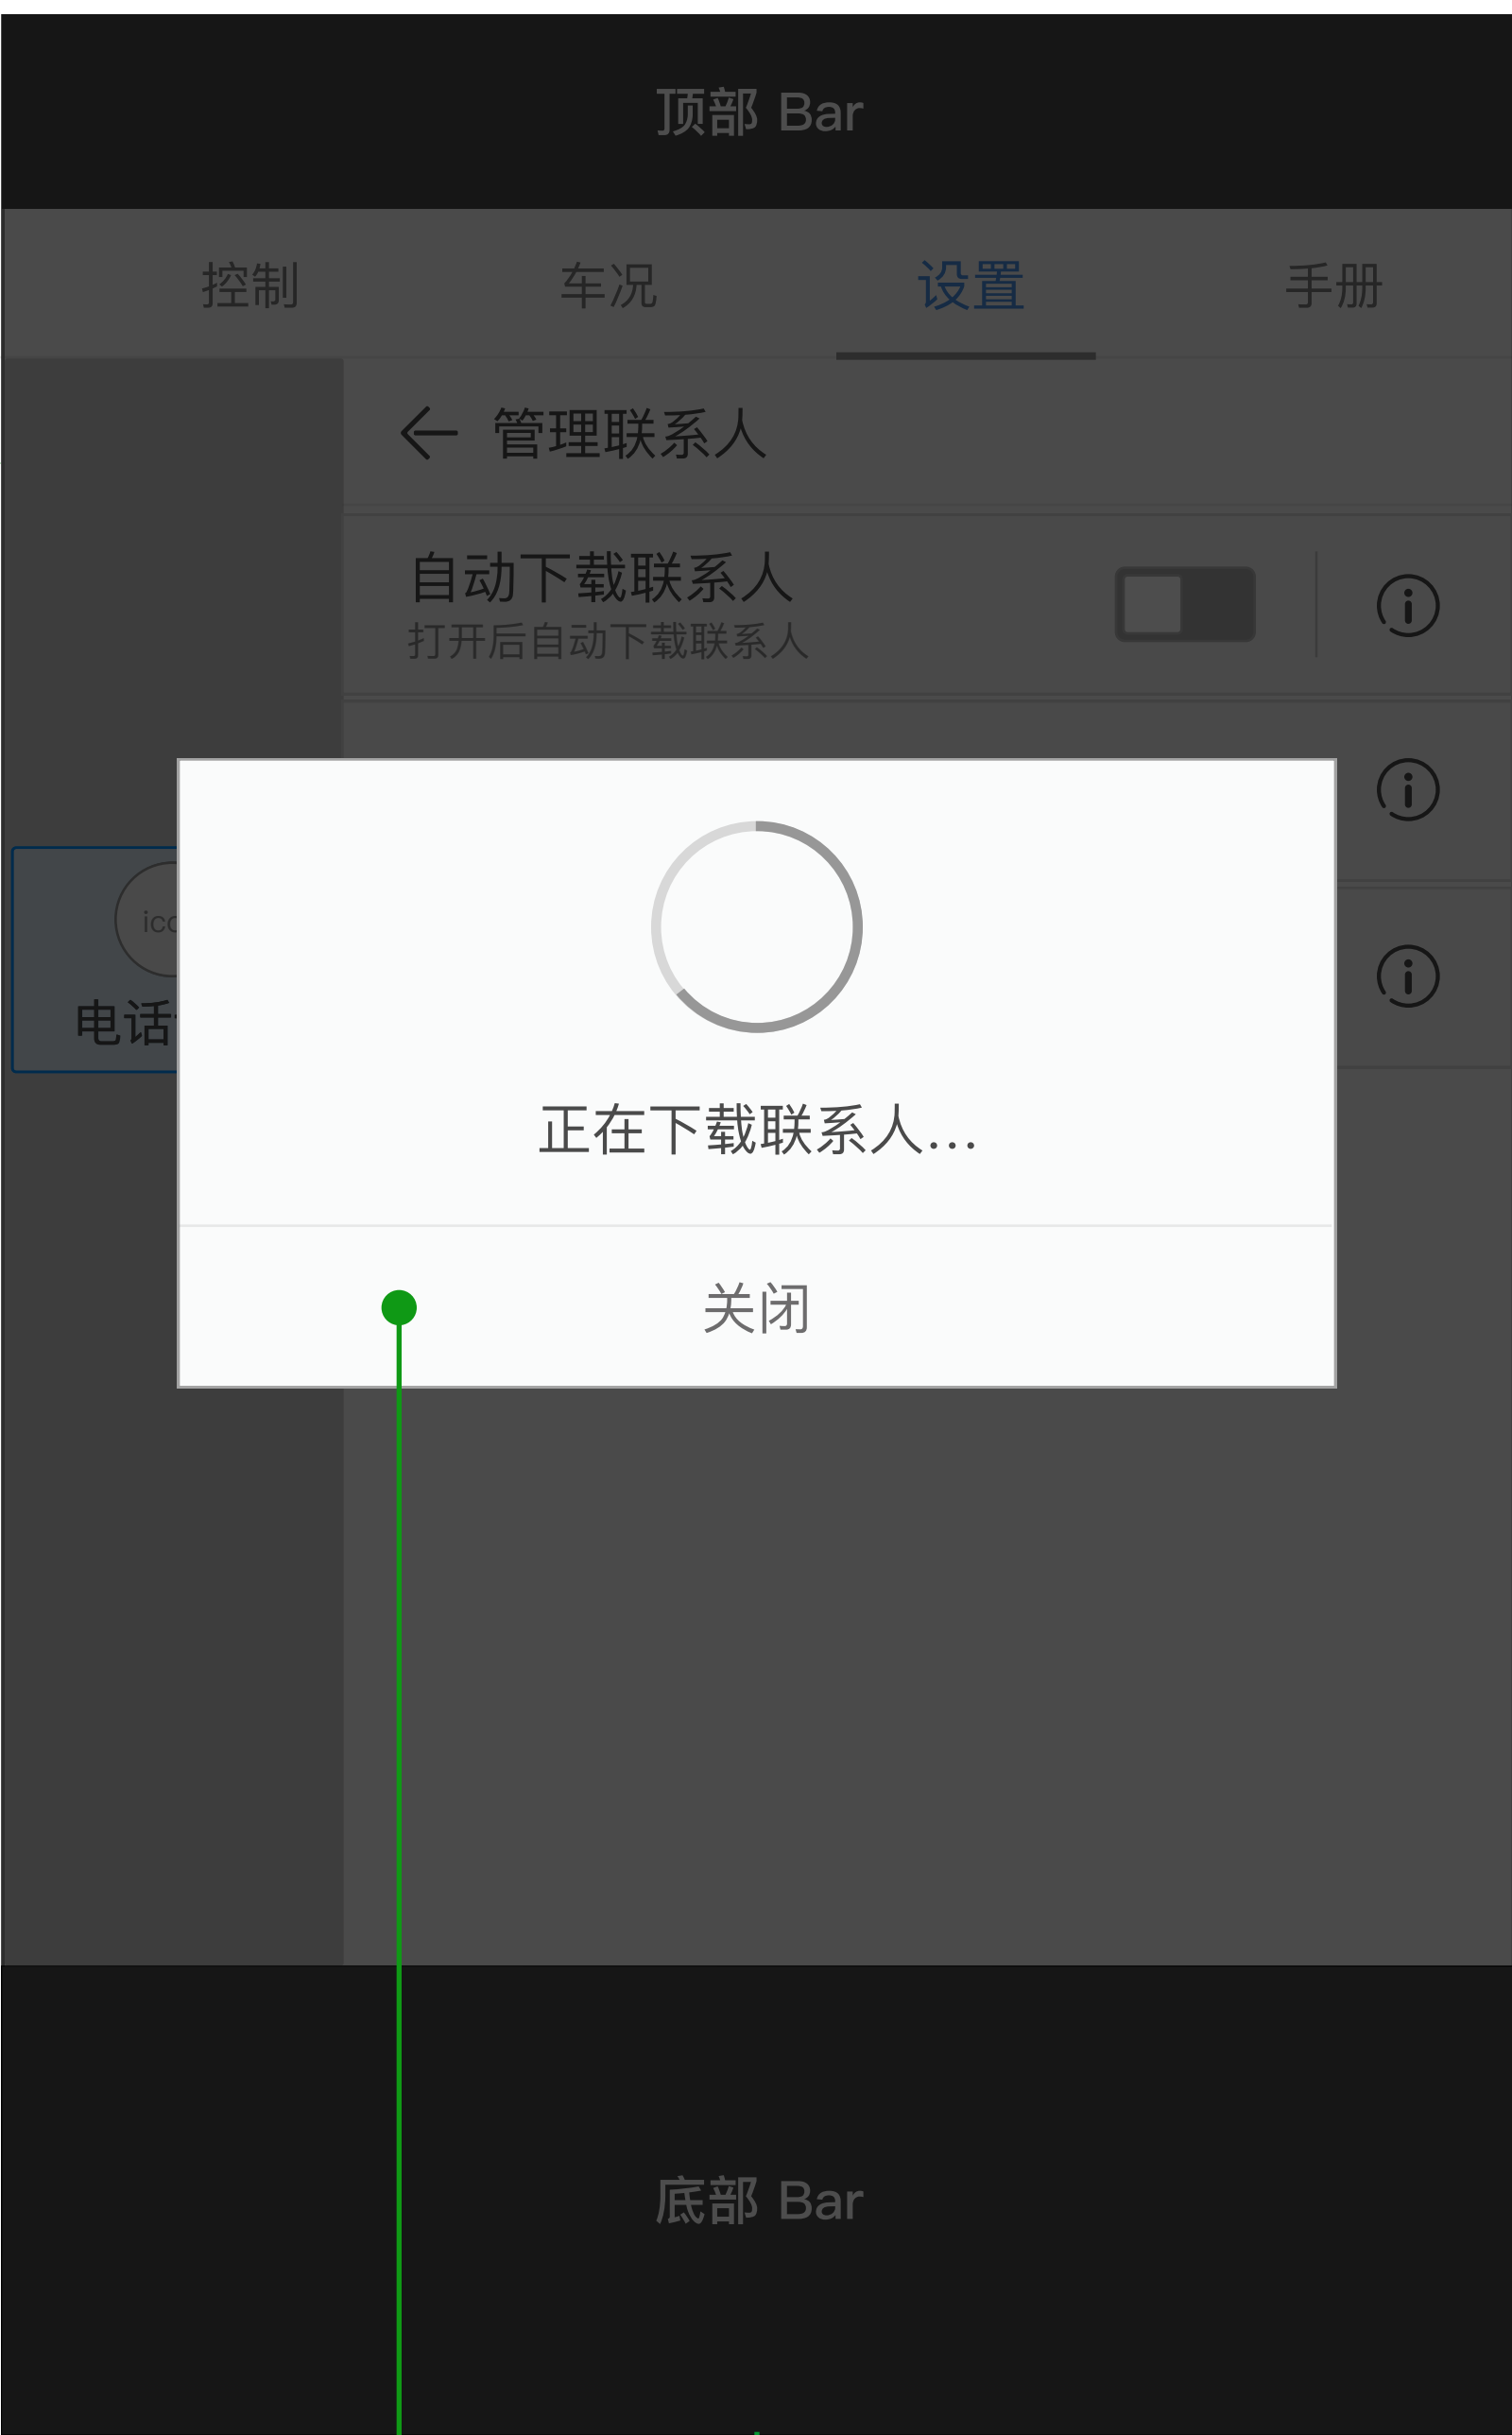 顶部 Bar
控制 车况 设置 手册
管理联系人
自动下载联系人
打开后自动下载联系人
电话
正在下载联系人...
关闭
底部 Bar